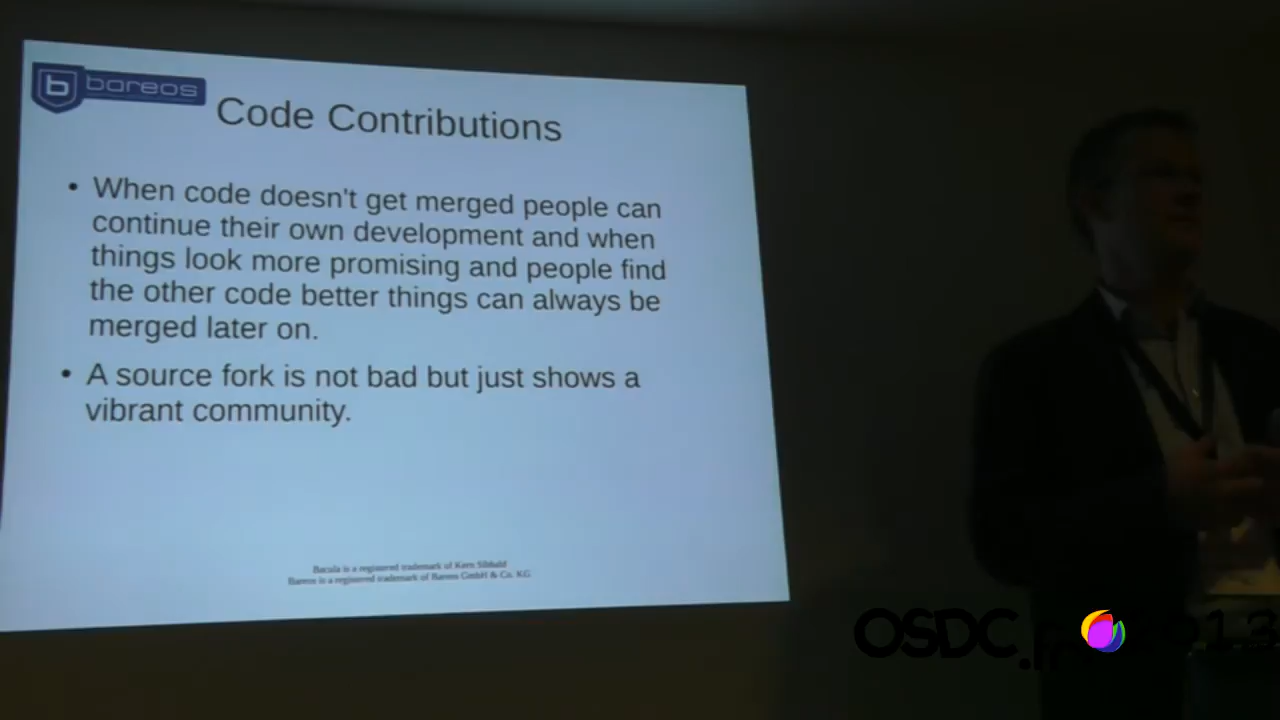 bareos
Code Contributions
• When code doesn't get merged people can
continue their own development and when
things look more promising and people find
the other code better things can always be
merged later on.
• A source fork is not bad but just shows a
vibrant community.
Bacula is a registered trademark of Kern Sibbald
Bareos is a registered trademark of Bareos GmbH & Co. KG
OSDC.